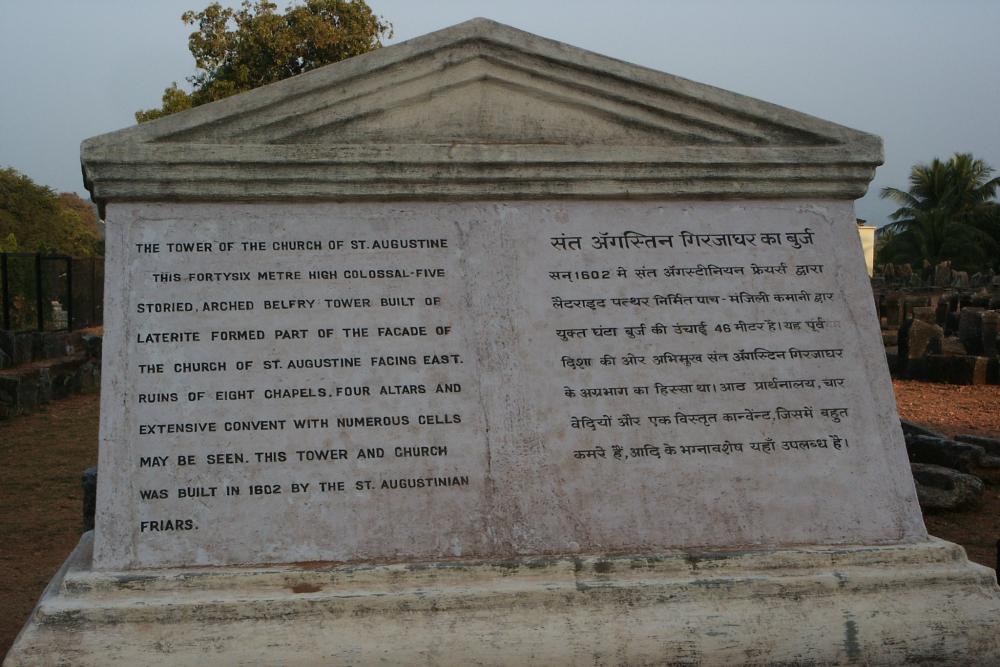 THE TOWER OF THE CHURCH OF ST. AUGUSTINE
THIS FORTYSIX METRE HIGH COLOSSAL-FIVE
STORIED, ARCHED BELFRY TOWER BUILT OF
LATERITE FORMED PART OF THE FACADE OF
THE CHURCH OF ST. AUGUSTINE FACING EAST.
RUINS OF EIGHT CHAPELS. FOUR ALTARS AND
EXTENSIVE CONVENT WITH NUMEROUS CELLS
MAY BE SEEN. THIS TOWER AND CHURCH
WAS BUILT IN 1602 BY THE ST. AUGUSTINIAN
FRIARS.
संत ॲगस्तिन गिरजाघर का बुर्ज
सन् 1602 मे संत ॲगस्टीनियन फ्रेयर्स द्वारा
लैटराइट पत्थर निर्मित पाच - मंजिली कमानी द्वार
युक्त घंटा बुर्ज की उंचाई 46 मीटर है। यह पूर्व
दिशा की ओर अभिमूख संत ॲगस्टिन गिरजाघर
के अग्रभाग का हिस्सा था। आठ प्रार्थनालय, चार
वेदियों और एक विस्तृत कान्वेंन्ट, जिसमें बहुत
कमरे हैं, आदि के भग्नावशेष यहाँ उपलब्ध है।